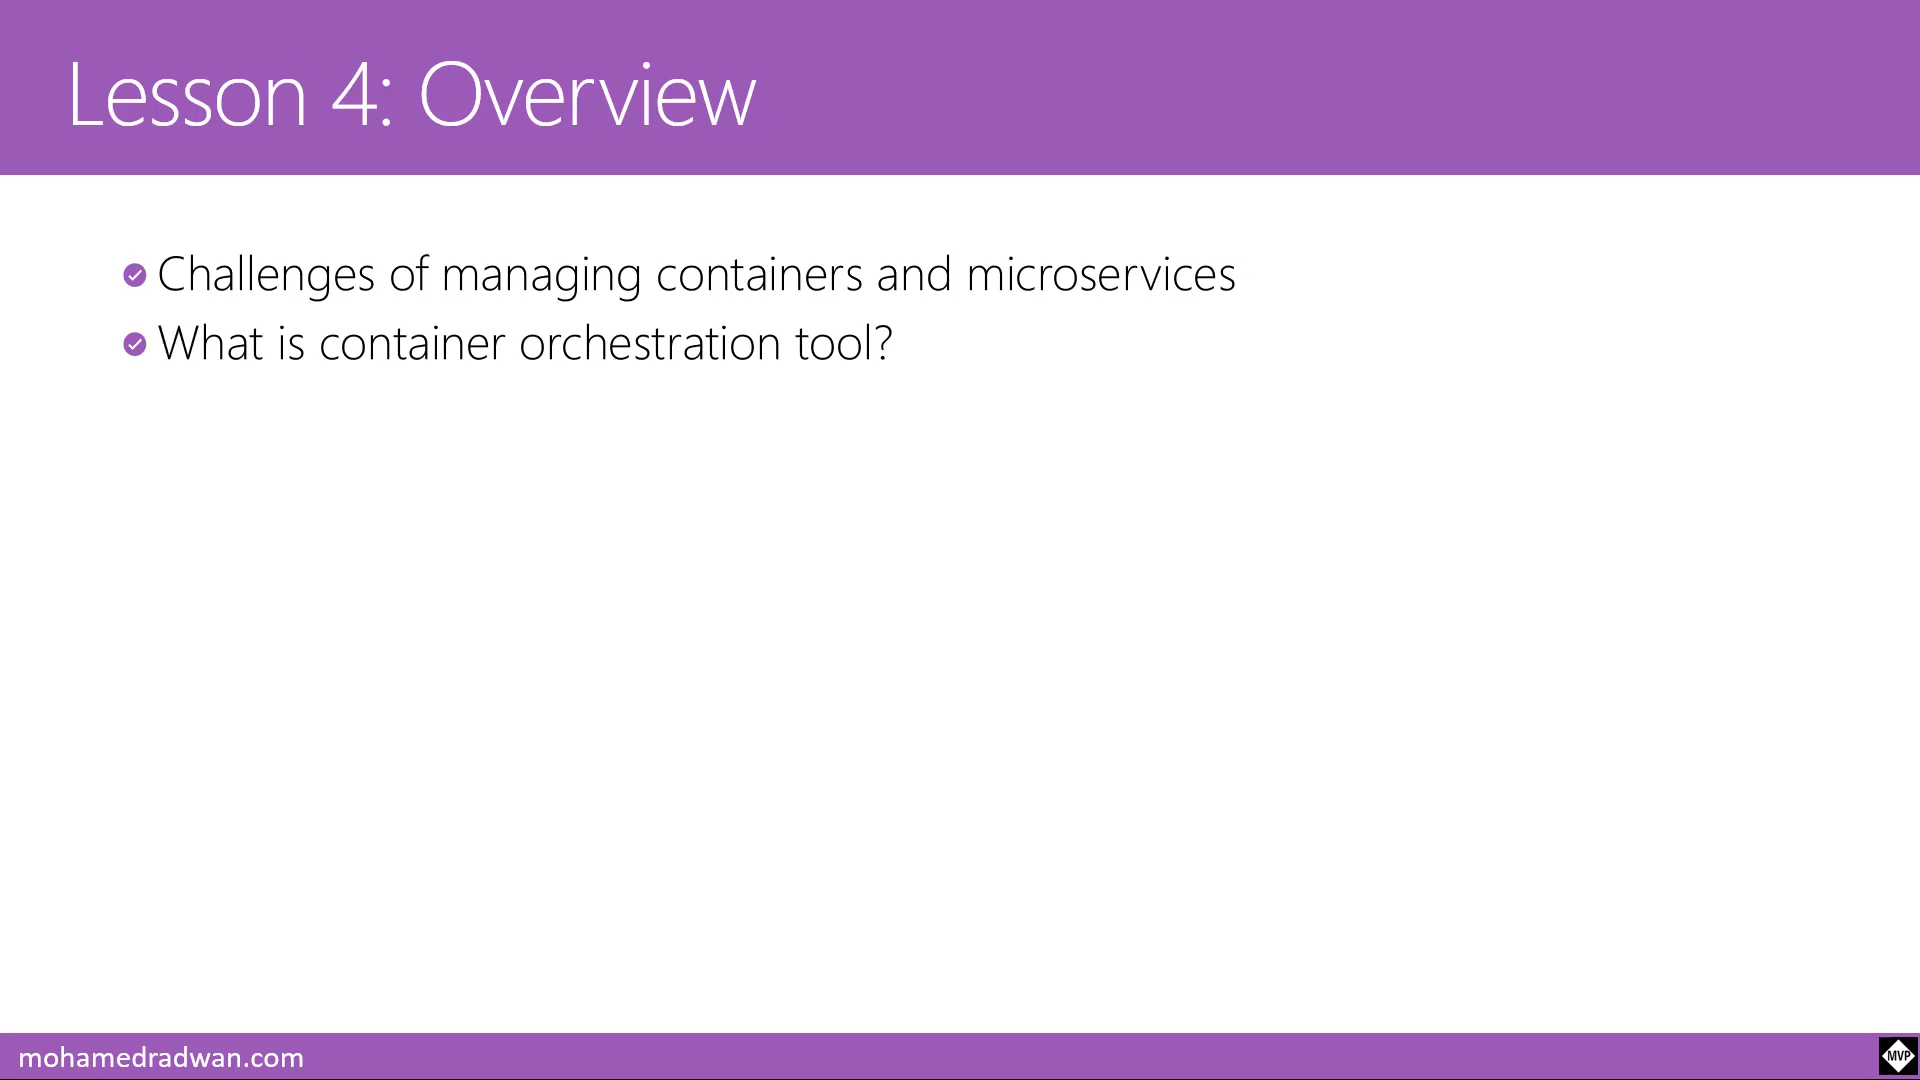 Lesson 4: Overview
Challenges of managing containers and microservices
What is container orchestration tool?
mohamedradwan.com
MVP